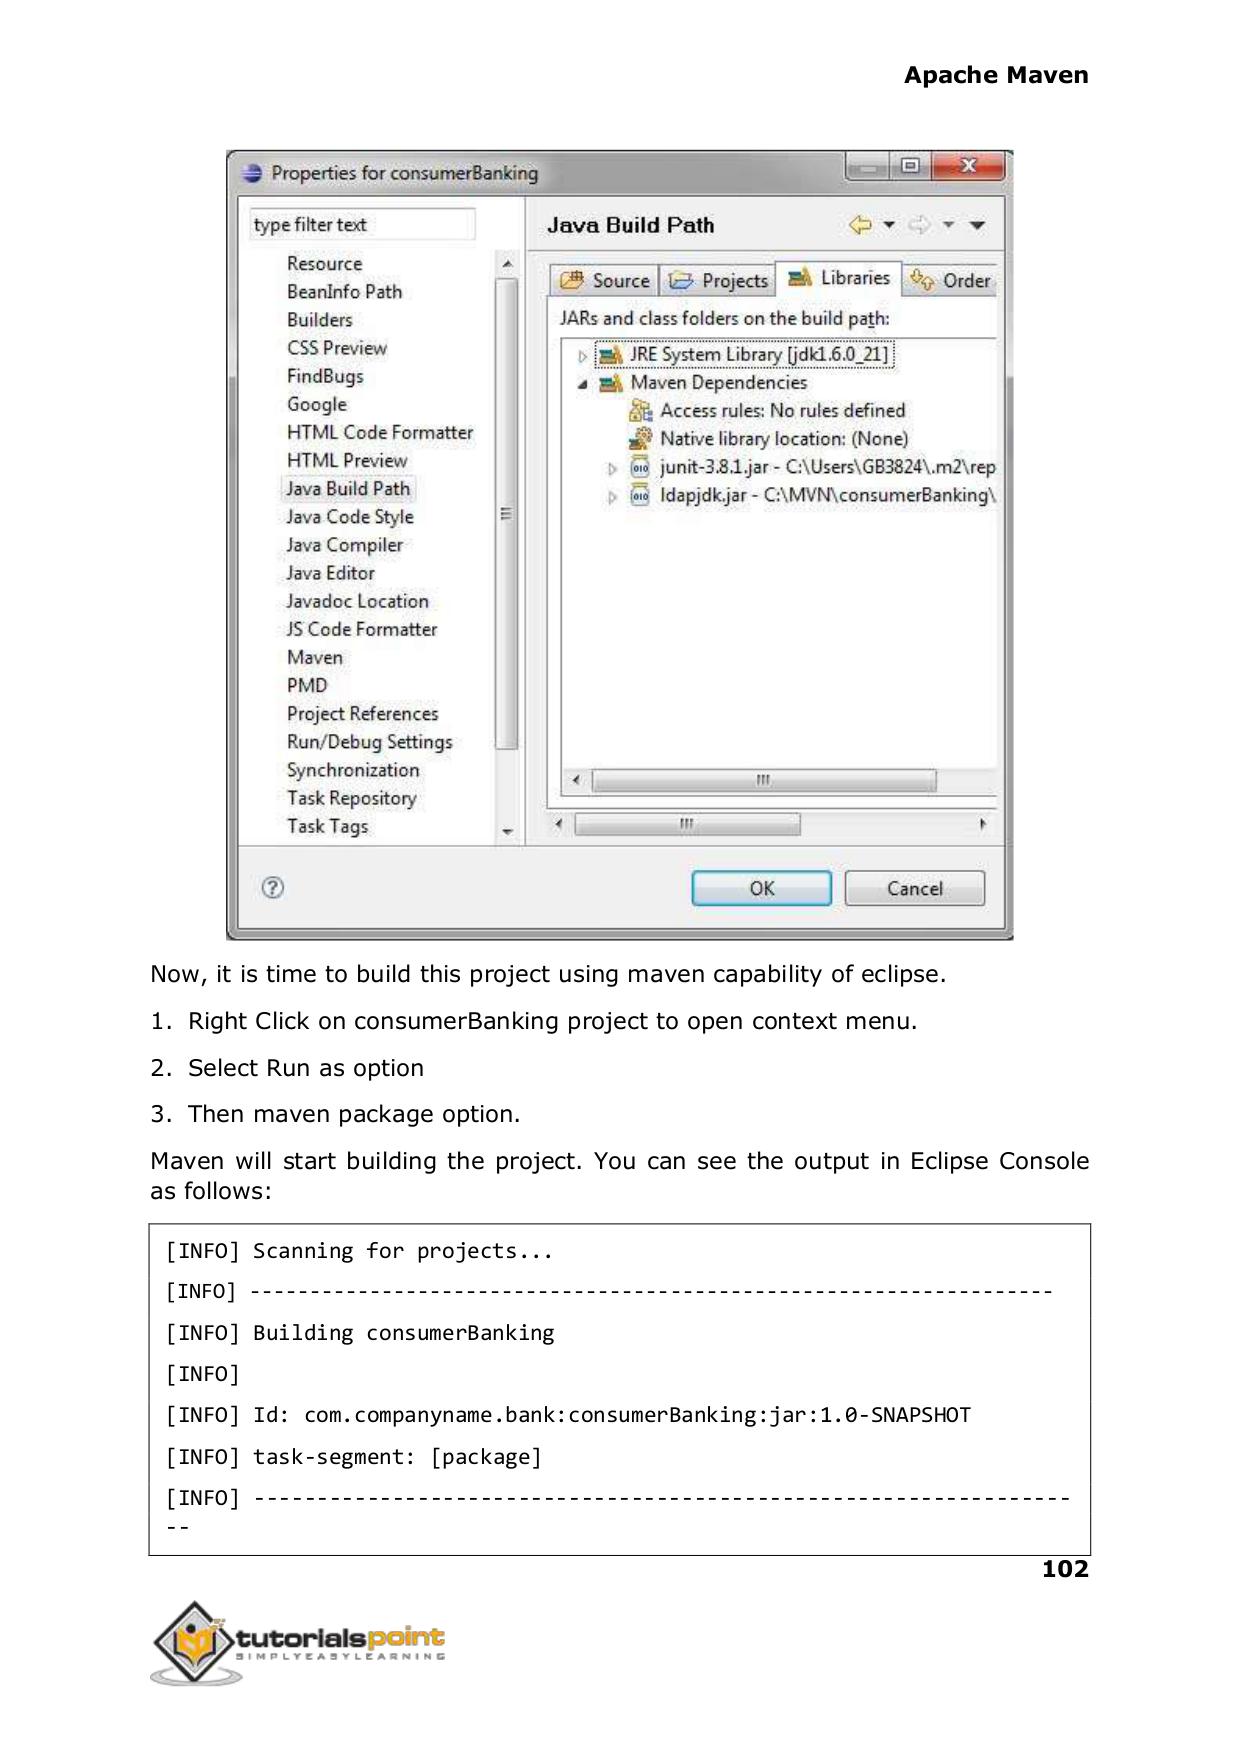 Apache Maven
Properties for consumerBanking
type filter text
Resource
BeanInfo Path
Builders
CSS Preview
FindBugs
Google
HTML Code Formatter
HTML Preview
Java Build Path
Java Code Style
Java Compiler
Java Editor
Javadoc Location
JS Code Formatter
Maven
PMD
Project References
Run/Debug Settings
Synchronization
Task Repository
Task Tags
Java Build Path
Source Projects Libraries Order
JARs and class folders on the build path:
JRE System Library [jdk1.6.0_21]
Maven Dependencies
Access rules: No rules defined
Native library location: (None)
junit-3.8.1.jar - C:\Users\GB3824\.m2\rep
ldapjdk.jar - C:\MVN\consumerBanking\
OK Cancel
Now, it is time to build this project using maven capability of eclipse.
1. Right Click on consumerBanking project to open context menu.
2. Select Run as option
3. Then maven package option.
Maven will start building the project. You can see the output in Eclipse Console
as follows:
[INFO] Scanning for projects...
[INFO] -------------------------------------------------------------------
[INFO] Building consumerBanking
[INFO]
[INFO] Id: com.companyname.bank:consumerBanking:jar:1.0-SNAPSHOT
[INFO] task-segment: [package]
[INFO] -----------------------------------------------------------------
--
102
tutorialspoint
SIMPLYEASYLEARNING